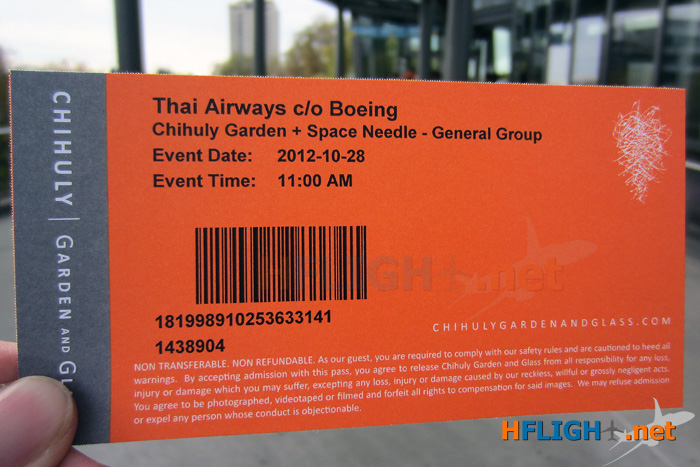 CHIHULY | GARDEN AND GL
Thai Airways c/o Boeing
Chihuly Garden + Space Needle - General Group
Event Date: 2012-10-28
Event Time: 11:00 AM
HFLIGHT.net
181998910253633141
1438904
CHIHULYGARDENANDGLASS.COM
NON TRANSFERABLE. NON REFUNDABLE. As our guest, you are required to comply with our safety rules and are cautioned to heed all
warnings. By accepting admission with this pass, you agree to release Chihuly Garden and Glass from all responsibility for any loss,
injury or damage which you may suffer, excepting any loss, injury or damage caused by our reckless, willful or grossly negligent acts.
You agree to be photographed, videotaped or filmed and forfeit all rights to compensation for said images. We may refuse admission
or expel any person whose conduct is objectionable.
HFLIGHT.net